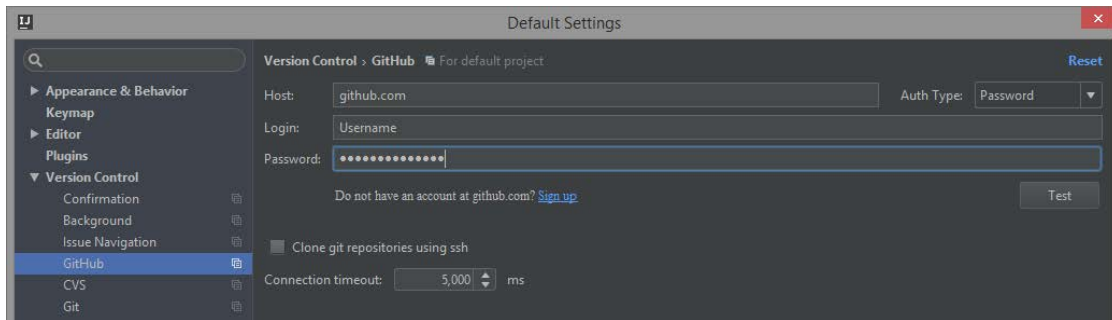 IJ
Default Settings
Version Control › GitHub For default project Reset
Appearance & Behavior
Keymap
Editor
Plugins
Version Control
Confirmation
Background
Issue Navigation
GitHub
CVS
Git
Host: github.com Auth Type: Password
Login: Username
Password: ••••••••••••••
Do not have an account at github.com? Sign up Test
Clone git repositories using ssh
Connection timeout: 5,000 ms